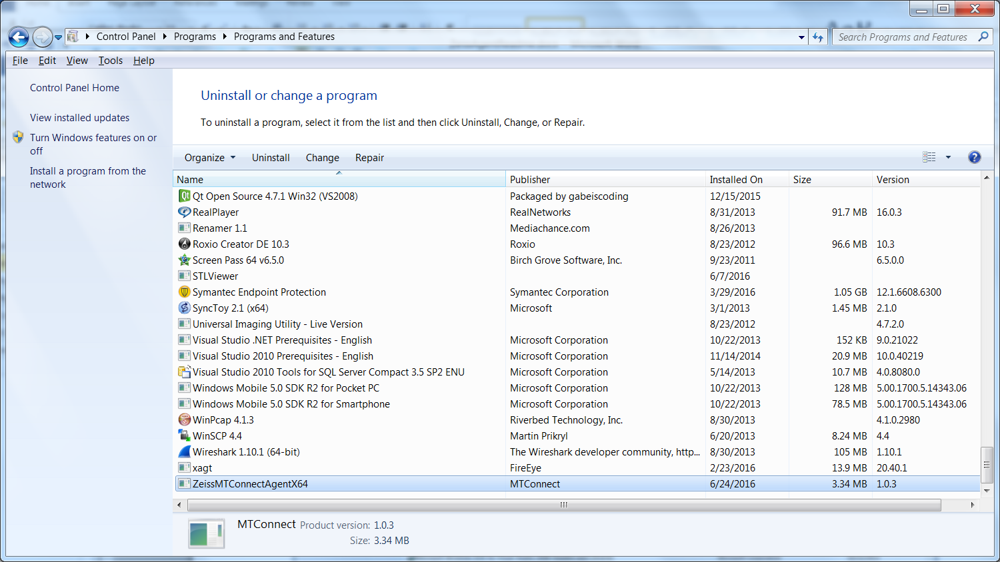 Control Panel Programs Programs and Features
Search Programs and Features
File Edit View Tools Help
Control Panel Home
View installed updates
Turn Windows features on or
off
Install a program from the
network
Uninstall or change a program
To uninstall a program, select it from the list and then click Uninstall, Change, or Repair.
Organize Uninstall Change Repair
Name Publisher Installed On Size Version
Qt Open Source 4.7.1 Win32 (VS2008) Packaged by gabeiscoding 12/15/2015
RealPlayer RealNetworks 8/31/2013 91.7 MB 16.0.3
Renamer 1.1 Mediachance.com 8/26/2013
Roxio Creator DE 10.3 Roxio 8/23/2012 96.6 MB 10.3
Screen Pass 64 v6.5.0 Birch Grove Software, Inc. 9/23/2011 6.5.0.0
STLViewer 6/7/2016
Symantec Endpoint Protection Symantec Corporation 3/29/2016 1.05 GB 12.1.6608.6300
SyncToy 2.1 (x64) Microsoft 3/1/2013 1.45 MB 2.1.0
Universal Imaging Utility - Live Version 8/23/2012 4.7.2.0
Visual Studio .NET Prerequisites - English Microsoft Corporation 10/22/2013 152 KB 9.0.21022
Visual Studio 2010 Prerequisites - English Microsoft Corporation 11/14/2014 20.9 MB 10.0.40219
Visual Studio 2010 Tools for SQL Server Compact 3.5 SP2 ENU Microsoft Corporation 5/14/2013 10.7 MB 4.0.8080.0
Windows Mobile 5.0 SDK R2 for Pocket PC Microsoft Corporation 10/22/2013 128 MB 5.00.1700.5.14343.06
Windows Mobile 5.0 SDK R2 for Smartphone Microsoft Corporation 10/22/2013 78.5 MB 5.00.1700.5.14343.06
WinPcap 4.1.3 Riverbed Technology, Inc. 8/30/2013 4.1.0.2980
WinSCP 4.4 Martin Prikryl 6/20/2013 8.24 MB 4.4
Wireshark 1.10.1 (64-bit) The Wireshark developer community, http... 8/30/2013 105 MB 1.10.1
xagt FireEye 2/23/2016 13.9 MB 20.40.1
ZeissMTConnectAgentX64 MTConnect 6/24/2016 3.34 MB 1.0.3
MTConnect Product version: 1.0.3
Size: 3.34 MB